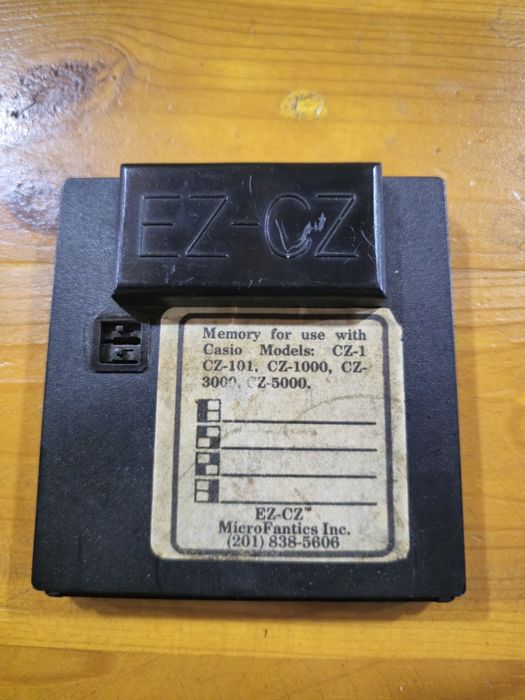 EZ-CZ
Memory for use with
Casio Models: CZ-1
CZ-101, CZ-1000, CZ-
3000, CZ-5000.
EZ-CZ™
MicroFantics Inc.
(201) 838-5606